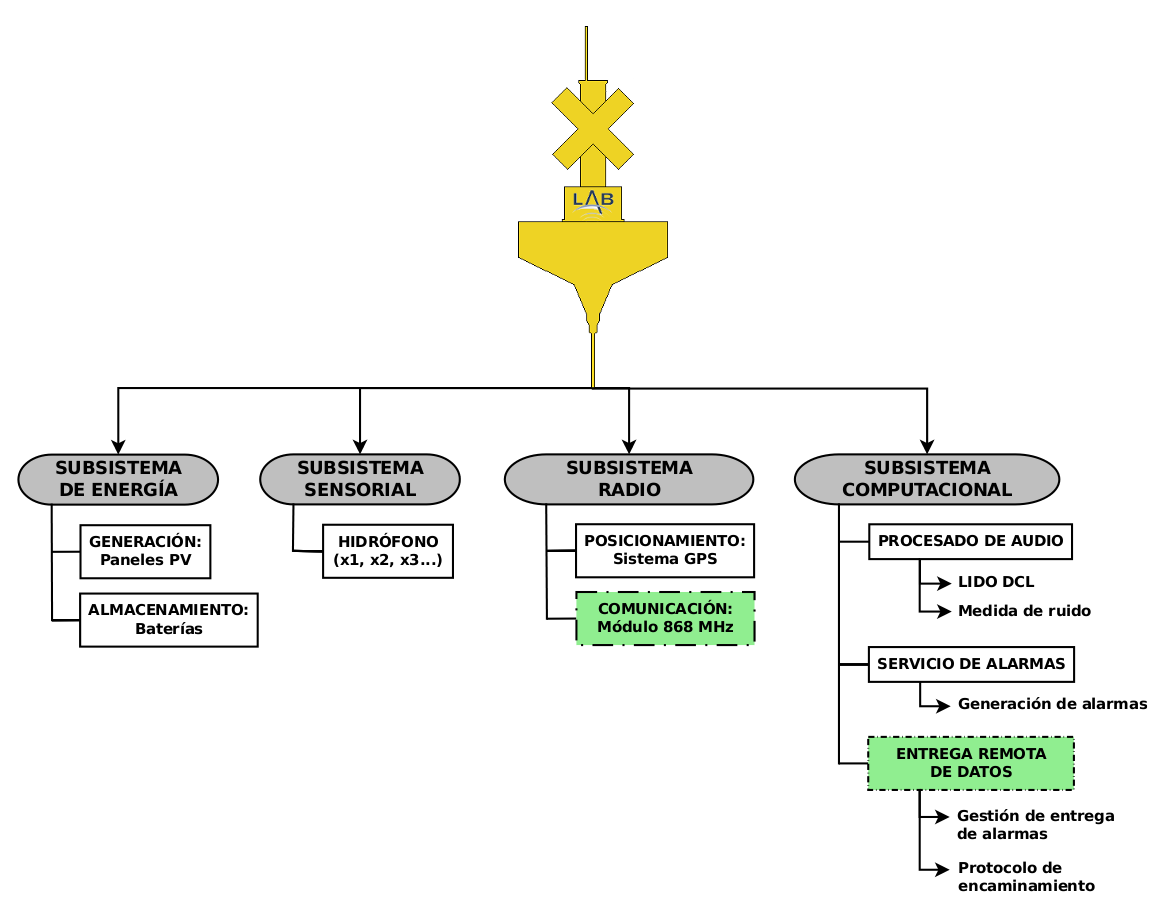 LAB
SUBSISTEMA
DE ENERGÍA
GENERACIÓN:
Paneles PV
ALMACENAMIENTO:
Baterías
SUBSISTEMA
SENSORIAL
HIDRÓFONO
(x1, x2, x3...)
SUBSISTEMA
RADIO
POSICIONAMIENTO:
Sistema GPS
COMUNICACIÓN:
Módulo 868 MHz
SUBSISTEMA
COMPUTACIONAL
PROCESADO DE AUDIO
LIDO DCL
Medida de ruido
SERVICIO DE ALARMAS
Generación de alarmas
ENTREGA REMOTA
DE DATOS
Gestión de entrega
de alarmas
Protocolo de
encaminamiento